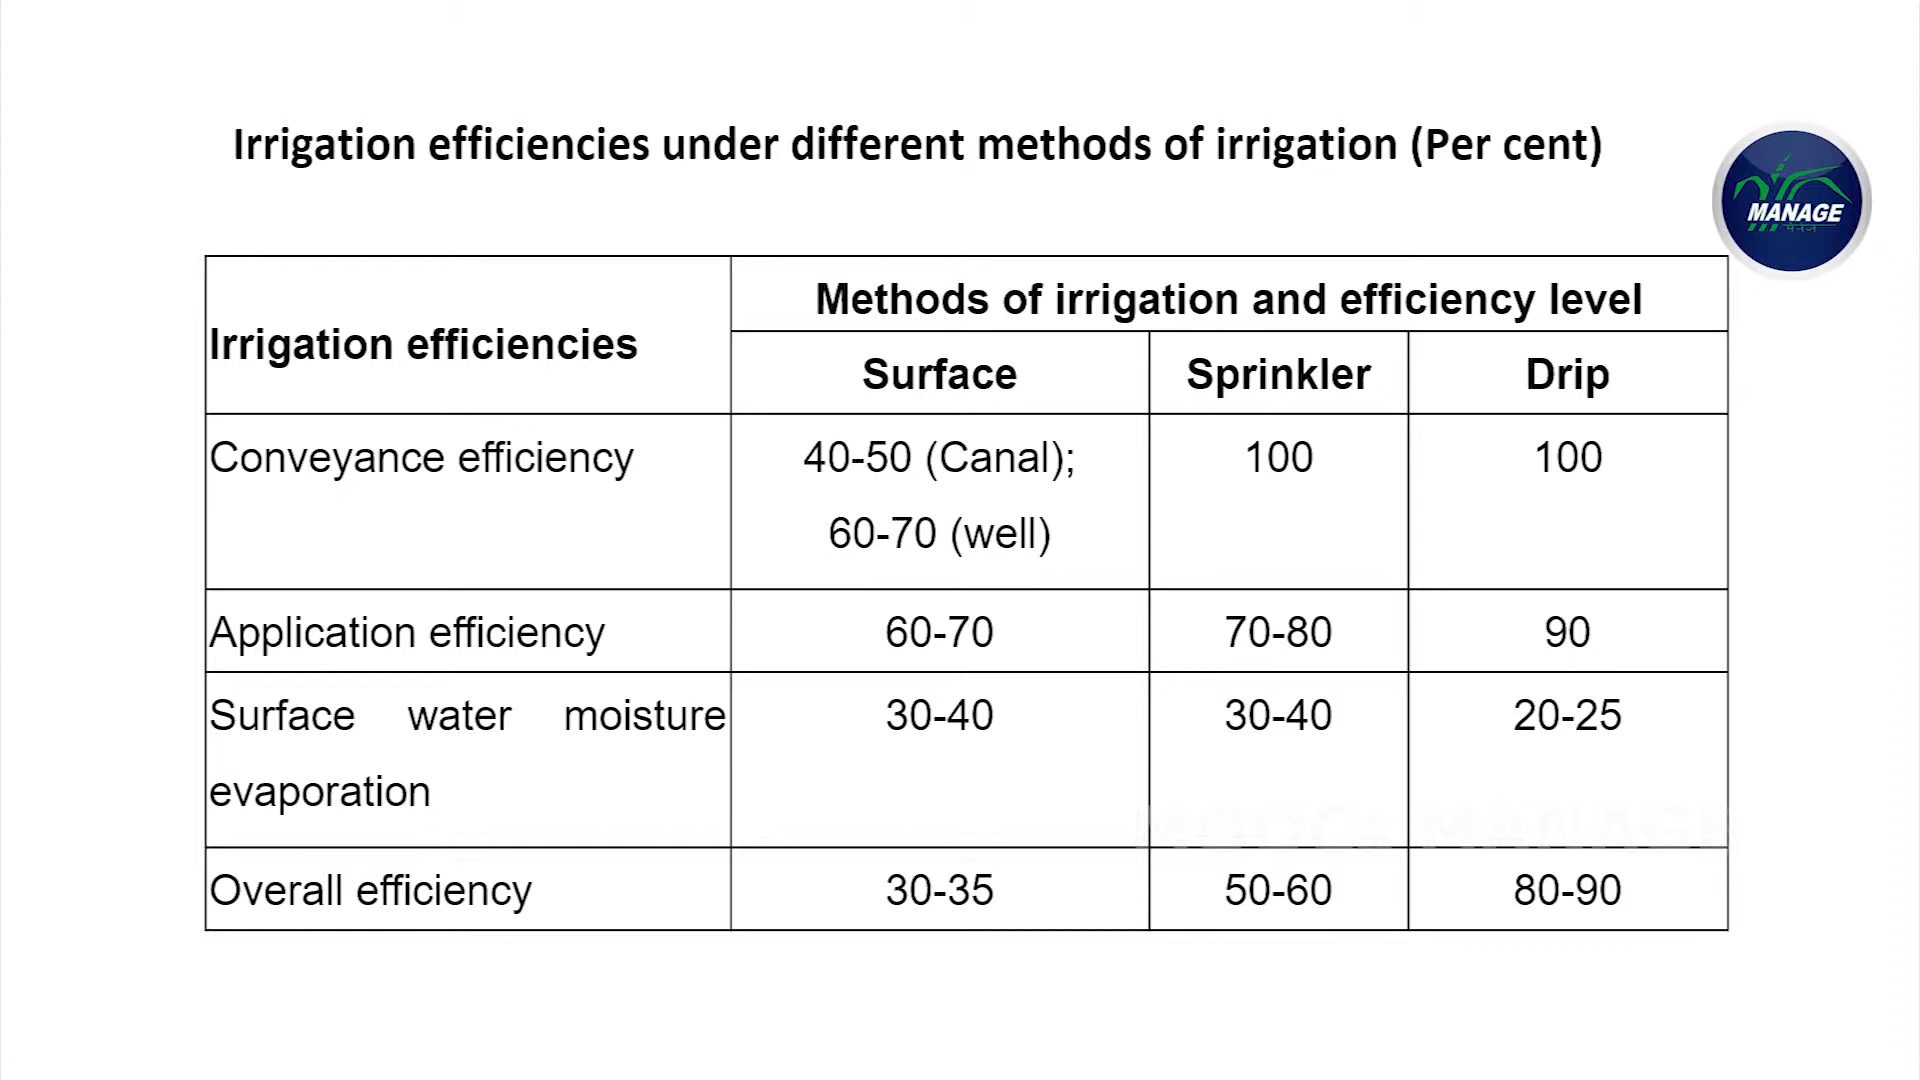 Irrigation efficiencies under different methods of irrigation (Per cent)
MANAGE
मैनेज
Irrigation efficiencies
Methods of irrigation and efficiency level
Surface
Sprinkler
Drip
Conveyance efficiency
40-50 (Canal);
60-70 (well)
100
100
Application efficiency
60-70
70-80
90
Surface water moisture
evaporation
30-40
30-40
20-25
MOOCs MANAGE
Overall efficiency
30-35
50-60
80-90